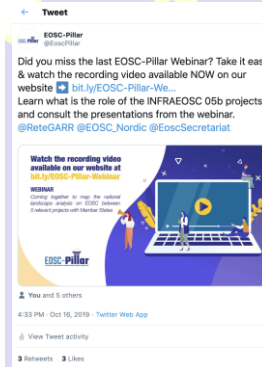 Tweet
EOSC-Pillar
@EoscPillar
Did you miss the last EOSC-Pillar Webinar? Take it eas
& watch the recording video available NOW on our
website ➡ bit.ly/EOSC-Pillar-We...
Learn what is the role of the INFRAEOSC 05b projects
and consult the presentations from the webinar.
@ReteGARR @EOSC_Nordic @EoscSecretariat
Watch the recording video
available on our website at
bit.ly/EOSC-Pillar-Webinar
WEBINAR
Coming together to map the national
landscape analysis on EOSC between
5 relevant projects with Member States
EOSC-Pillar
You and 5 others
4:33 PM · Oct 16, 2019 · Twitter Web App
View Tweet activity
3 Retweets 3 Likes